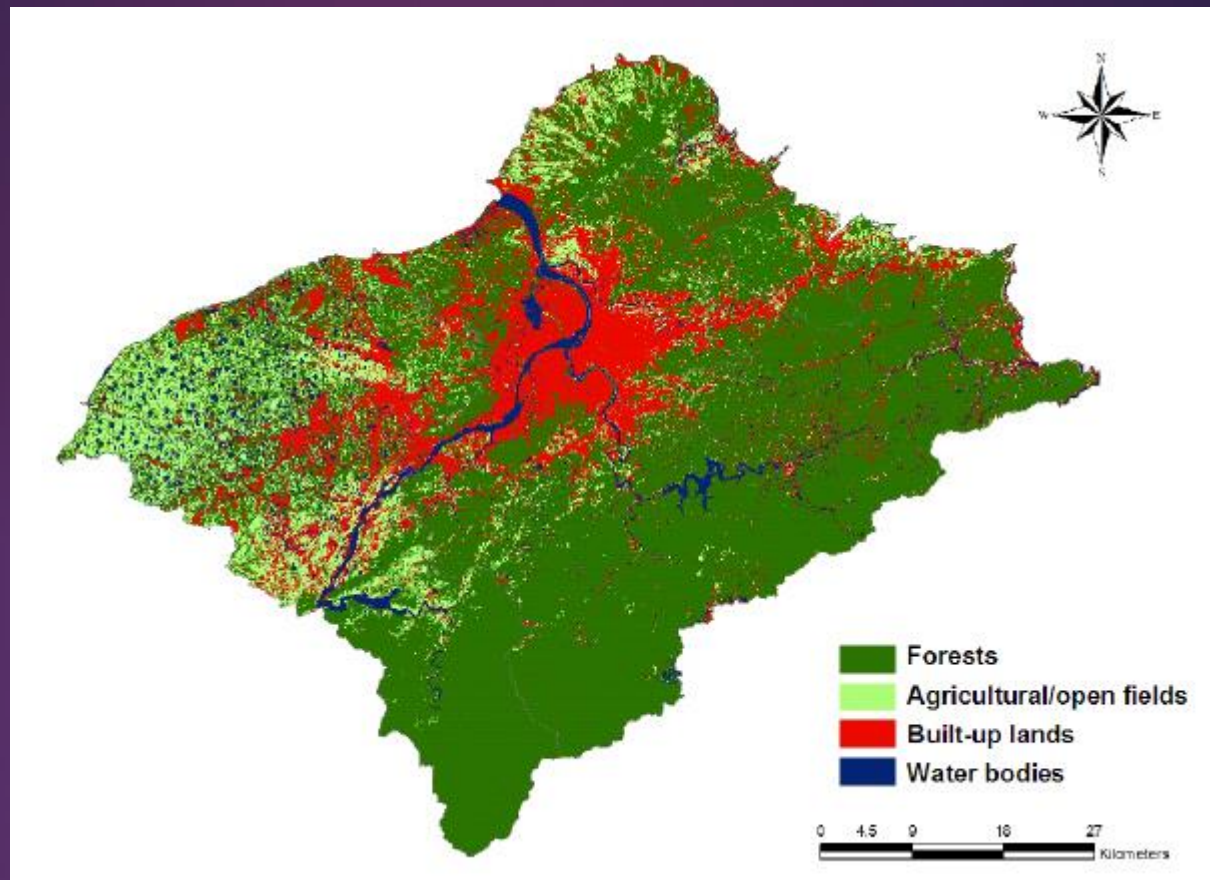 N
W E
S
Forests
Agricultural/open fields
Built-up lands
Water bodies
0 4.5 9 18 27
Kilometers